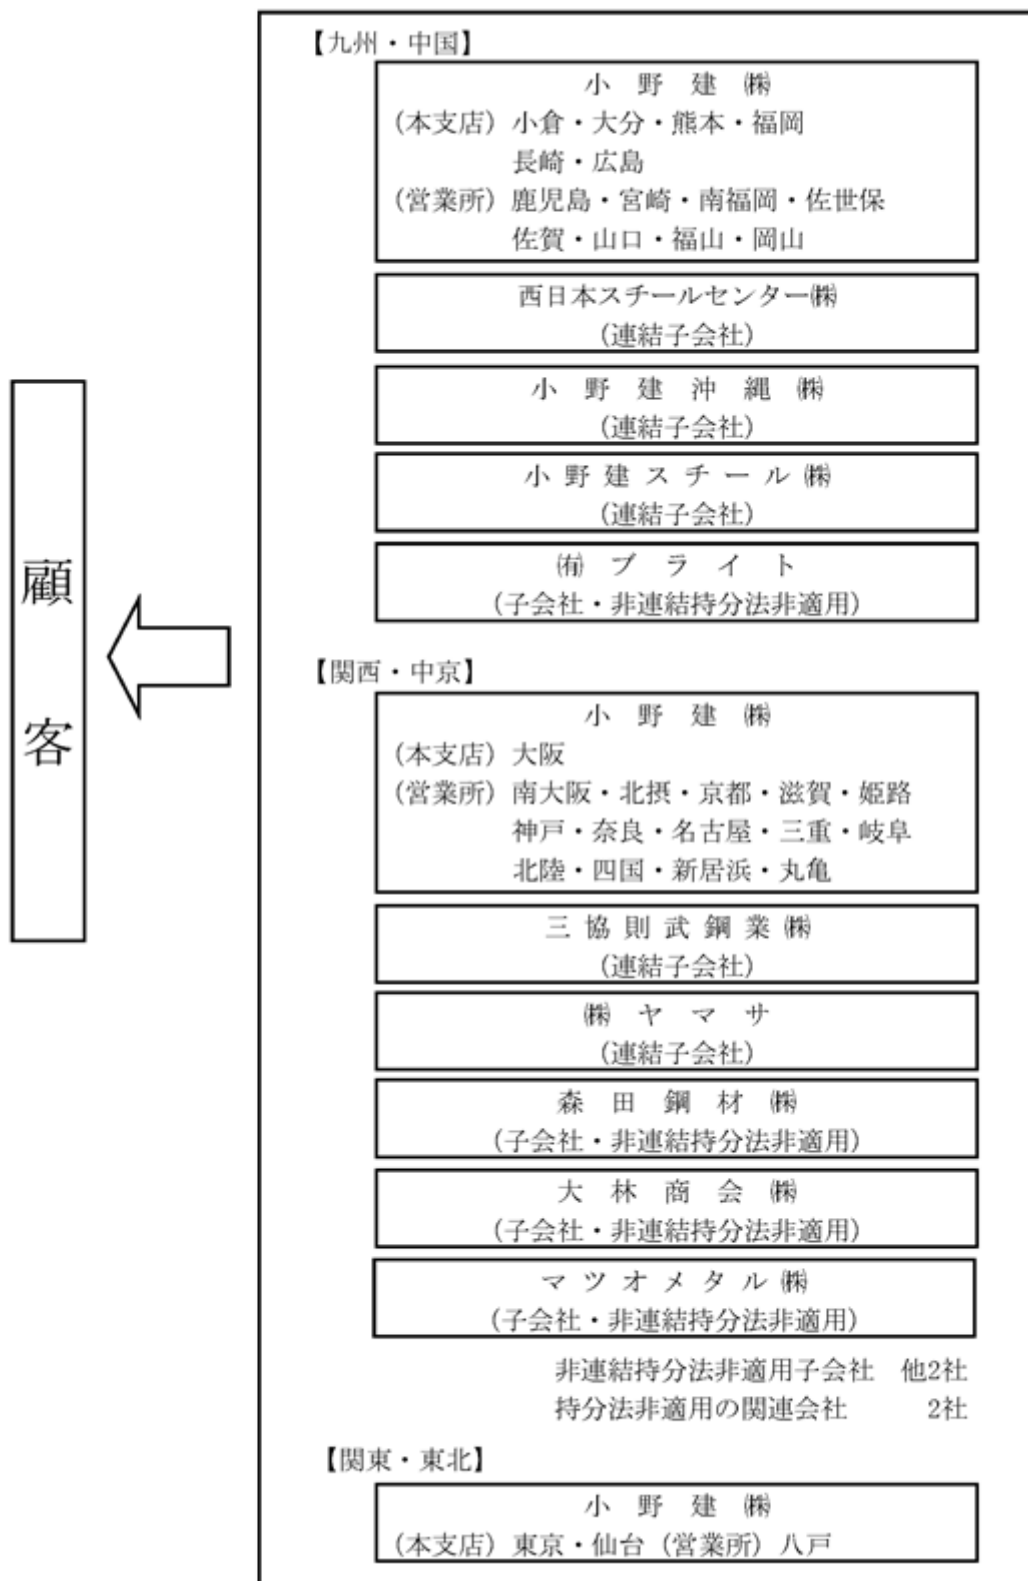 【九州・中国】
小野建㈱
(本支店) 小倉・大分・熊本・福岡
長崎・広島
(営業所) 鹿児島・宮崎・南福岡・佐世保
佐賀・山口・福山・岡山
西日本スチールセンター㈱
(連結子会社)
小野建沖縄㈱
(連結子会社)
小野建スチール㈱
(連結子会社)
㈲ブライト
(子会社・非連結持分法非適用)
顧客
【関西・中京】
小野建㈱
(本支店) 大阪
(営業所) 南大阪・北摂・京都・滋賀・姫路
神戸・奈良・名古屋・三重・岐阜
北陸・四国・新居浜・丸亀
三協則武鋼業㈱
(連結子会社)
㈱ヤマサ
(連結子会社)
森田鋼材㈱
(子会社・非連結持分法非適用)
大林商会㈱
(子会社・非連結持分法非適用)
マツオメタル㈱
(子会社・非連結持分法非適用)
非連結持分法非適用子会社 他2社
持分法非適用の関連会社 2社
【関東・東北】
小野建㈱
(本支店) 東京・仙台 (営業所) 八戸